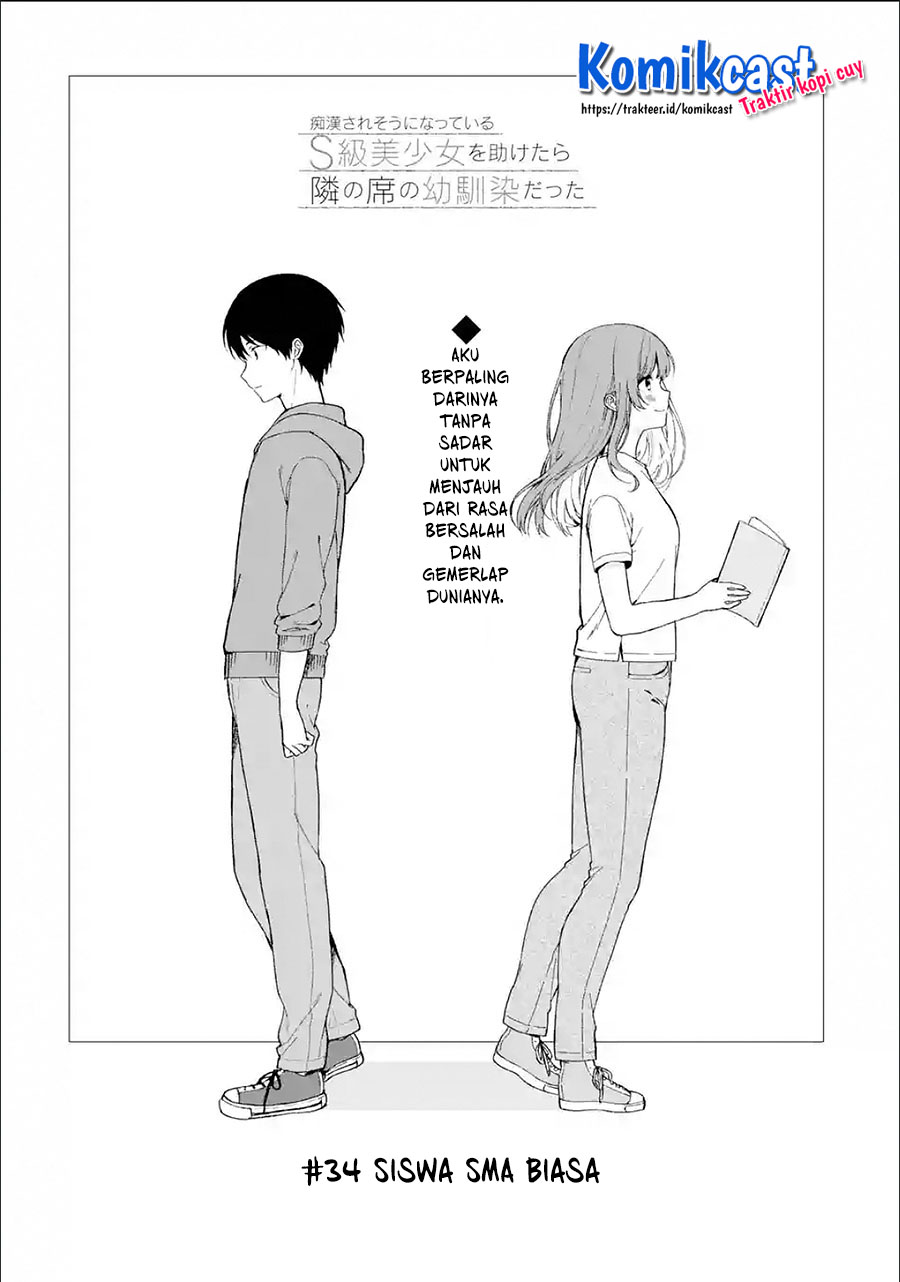 Komikcast
Traktir kopi cuy
https://trakteer.id/komikcast
痴漢されそうになっている
S級美少女を助けたら
隣の席の幼馴染だった
AKU
BERPALING
DARINYA
TANPA
SADAR
UNTUK
MENJAUH
DARI RASA
BERSALAH
DAN
GEMERLAP
DUNIANYA.
#34 SISWA SMA BIASA